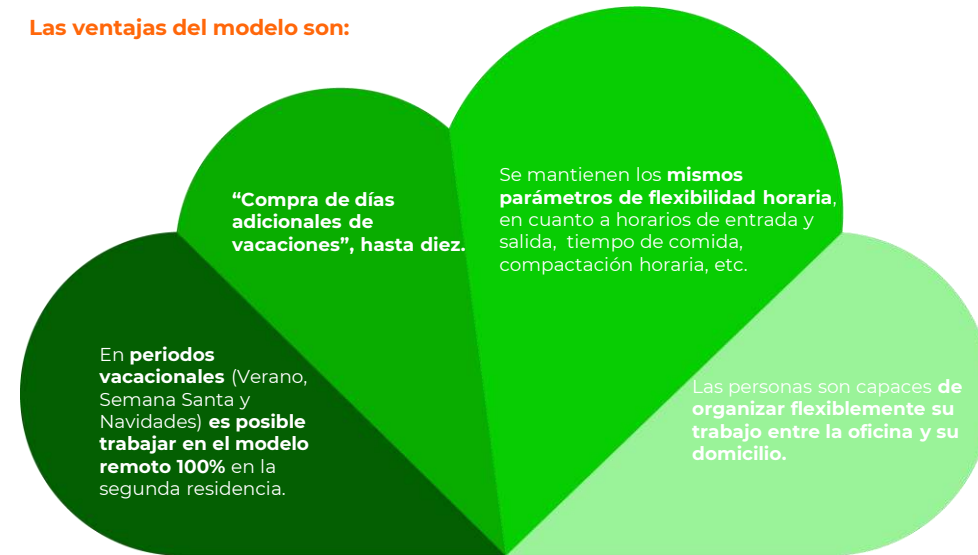 Las ventajas del modelo son:
En periodos
vacacionales (Verano,
Semana Santa y
Navidades) es posible
trabajar en el modelo
remoto 100% en la
segunda residencia.
“Compra de días
adicionales de
vacaciones”, hasta diez.
Se mantienen los mismos
parámetros de flexibilidad horaria,
en cuanto a horarios de entrada y
salida, tiempo de comida,
compactación horaria, etc.
Las personas son capaces de
organizar flexiblemente su
trabajo entre la oficina y su
domicilio.